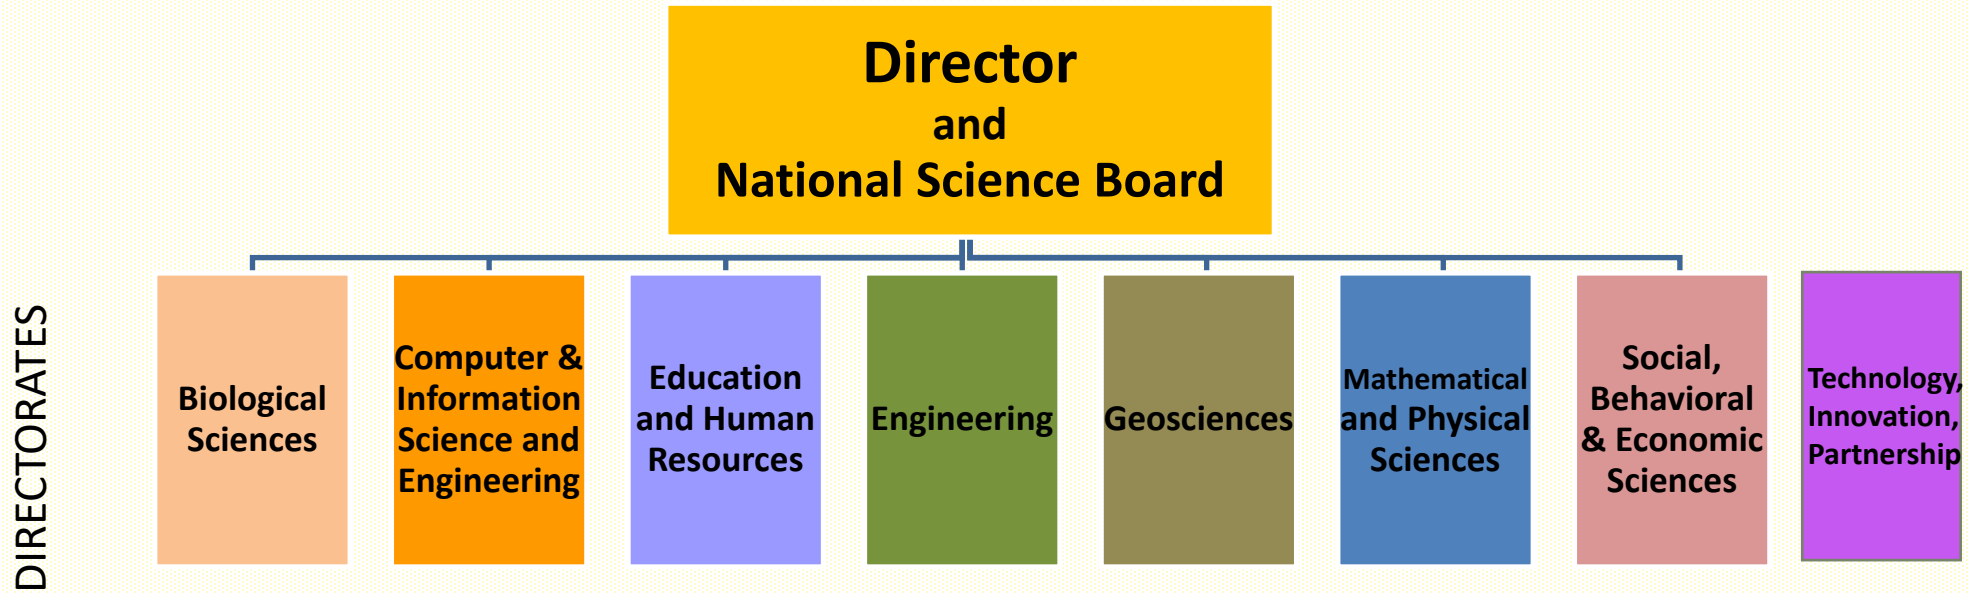 Director
and
National Science Board
DIRECTORATES
Biological
Sciences
Computer &
Information
Science and
Engineering
Education
and Human
Resources
Engineering
Geosciences
Mathematical
and Physical
Sciences
Social,
Behavioral
& Economic
Sciences
Technology,
Innovation,
Partnership